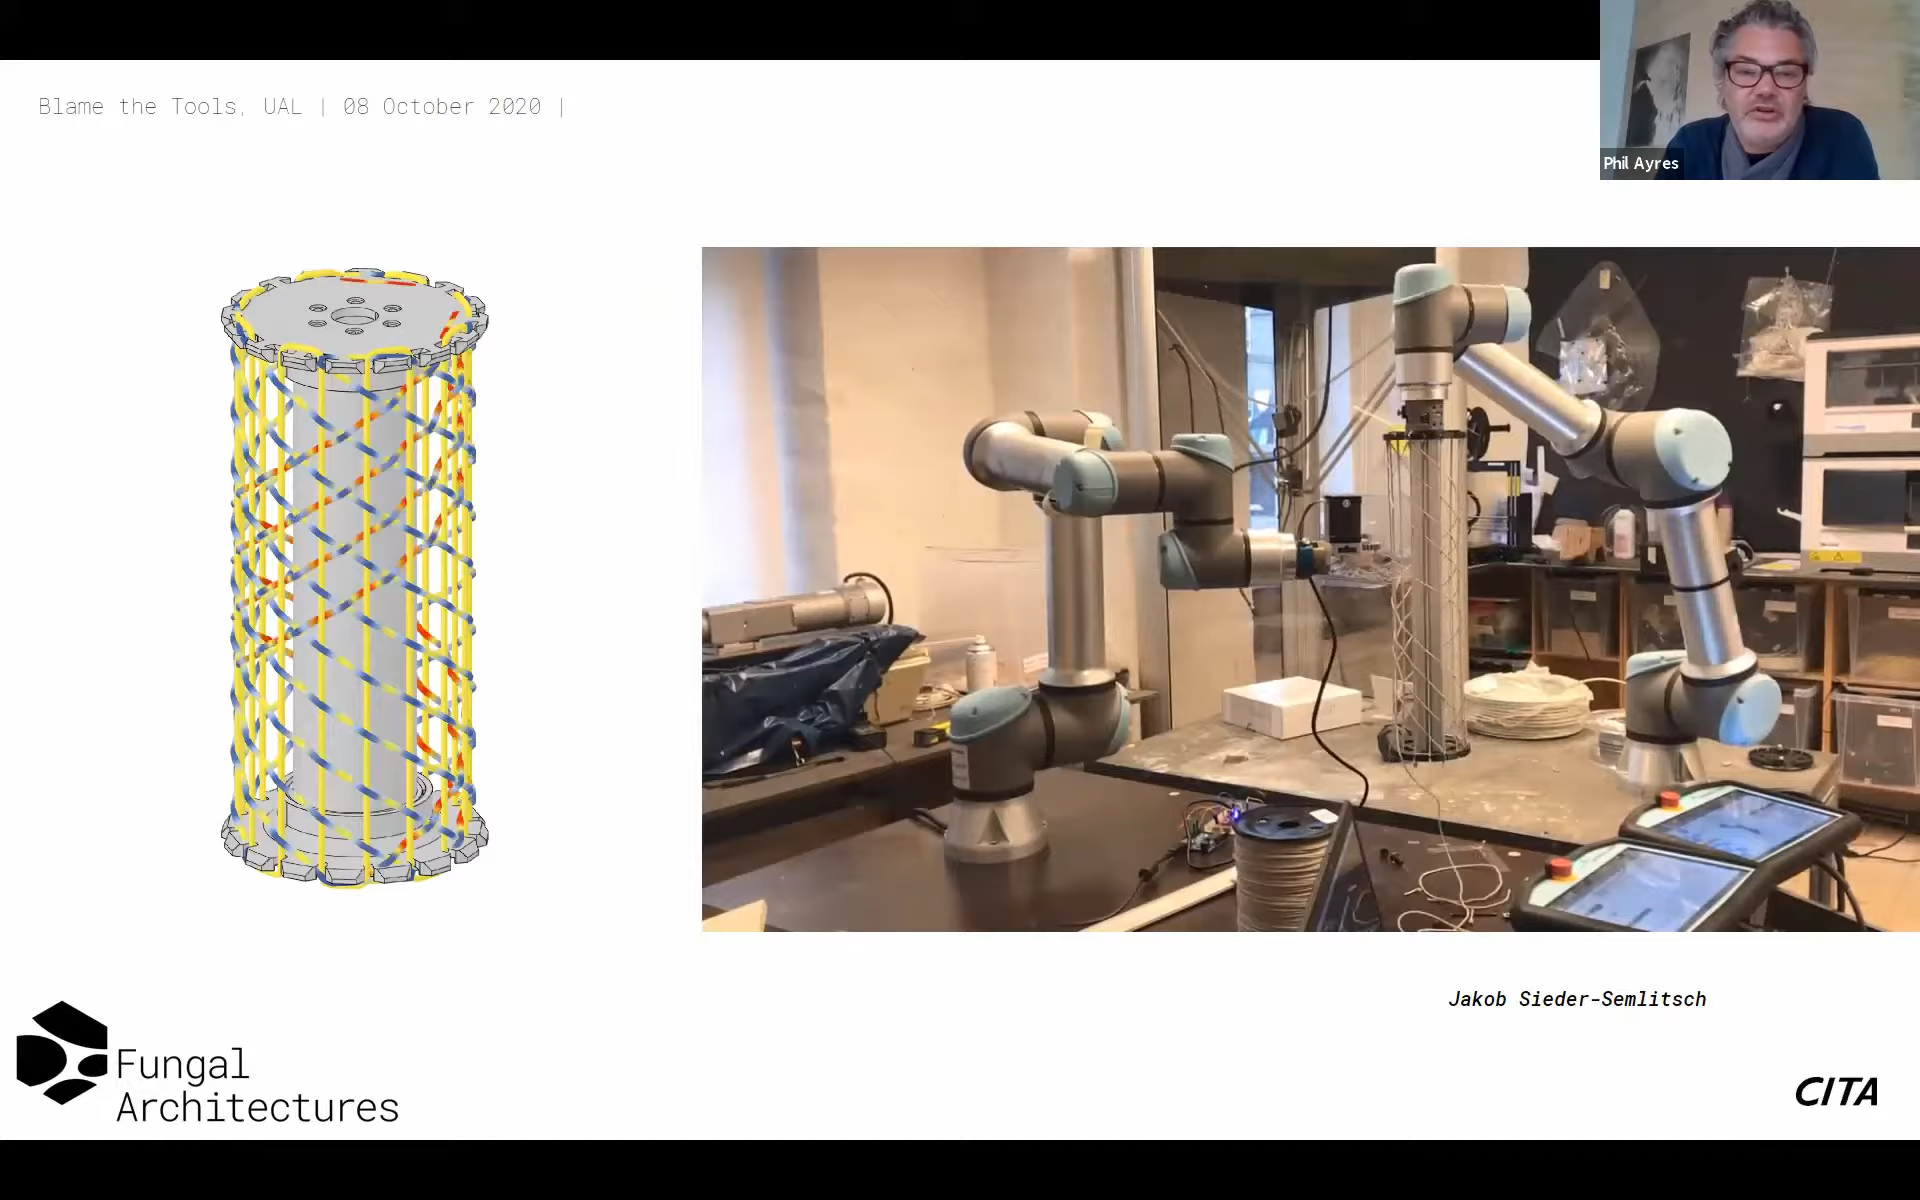 Blame the Tools, UAL | 08 October 2020 |
Phil Ayres
Jakob Sieder-Semlitsch
Fungal
Architectures
CITA